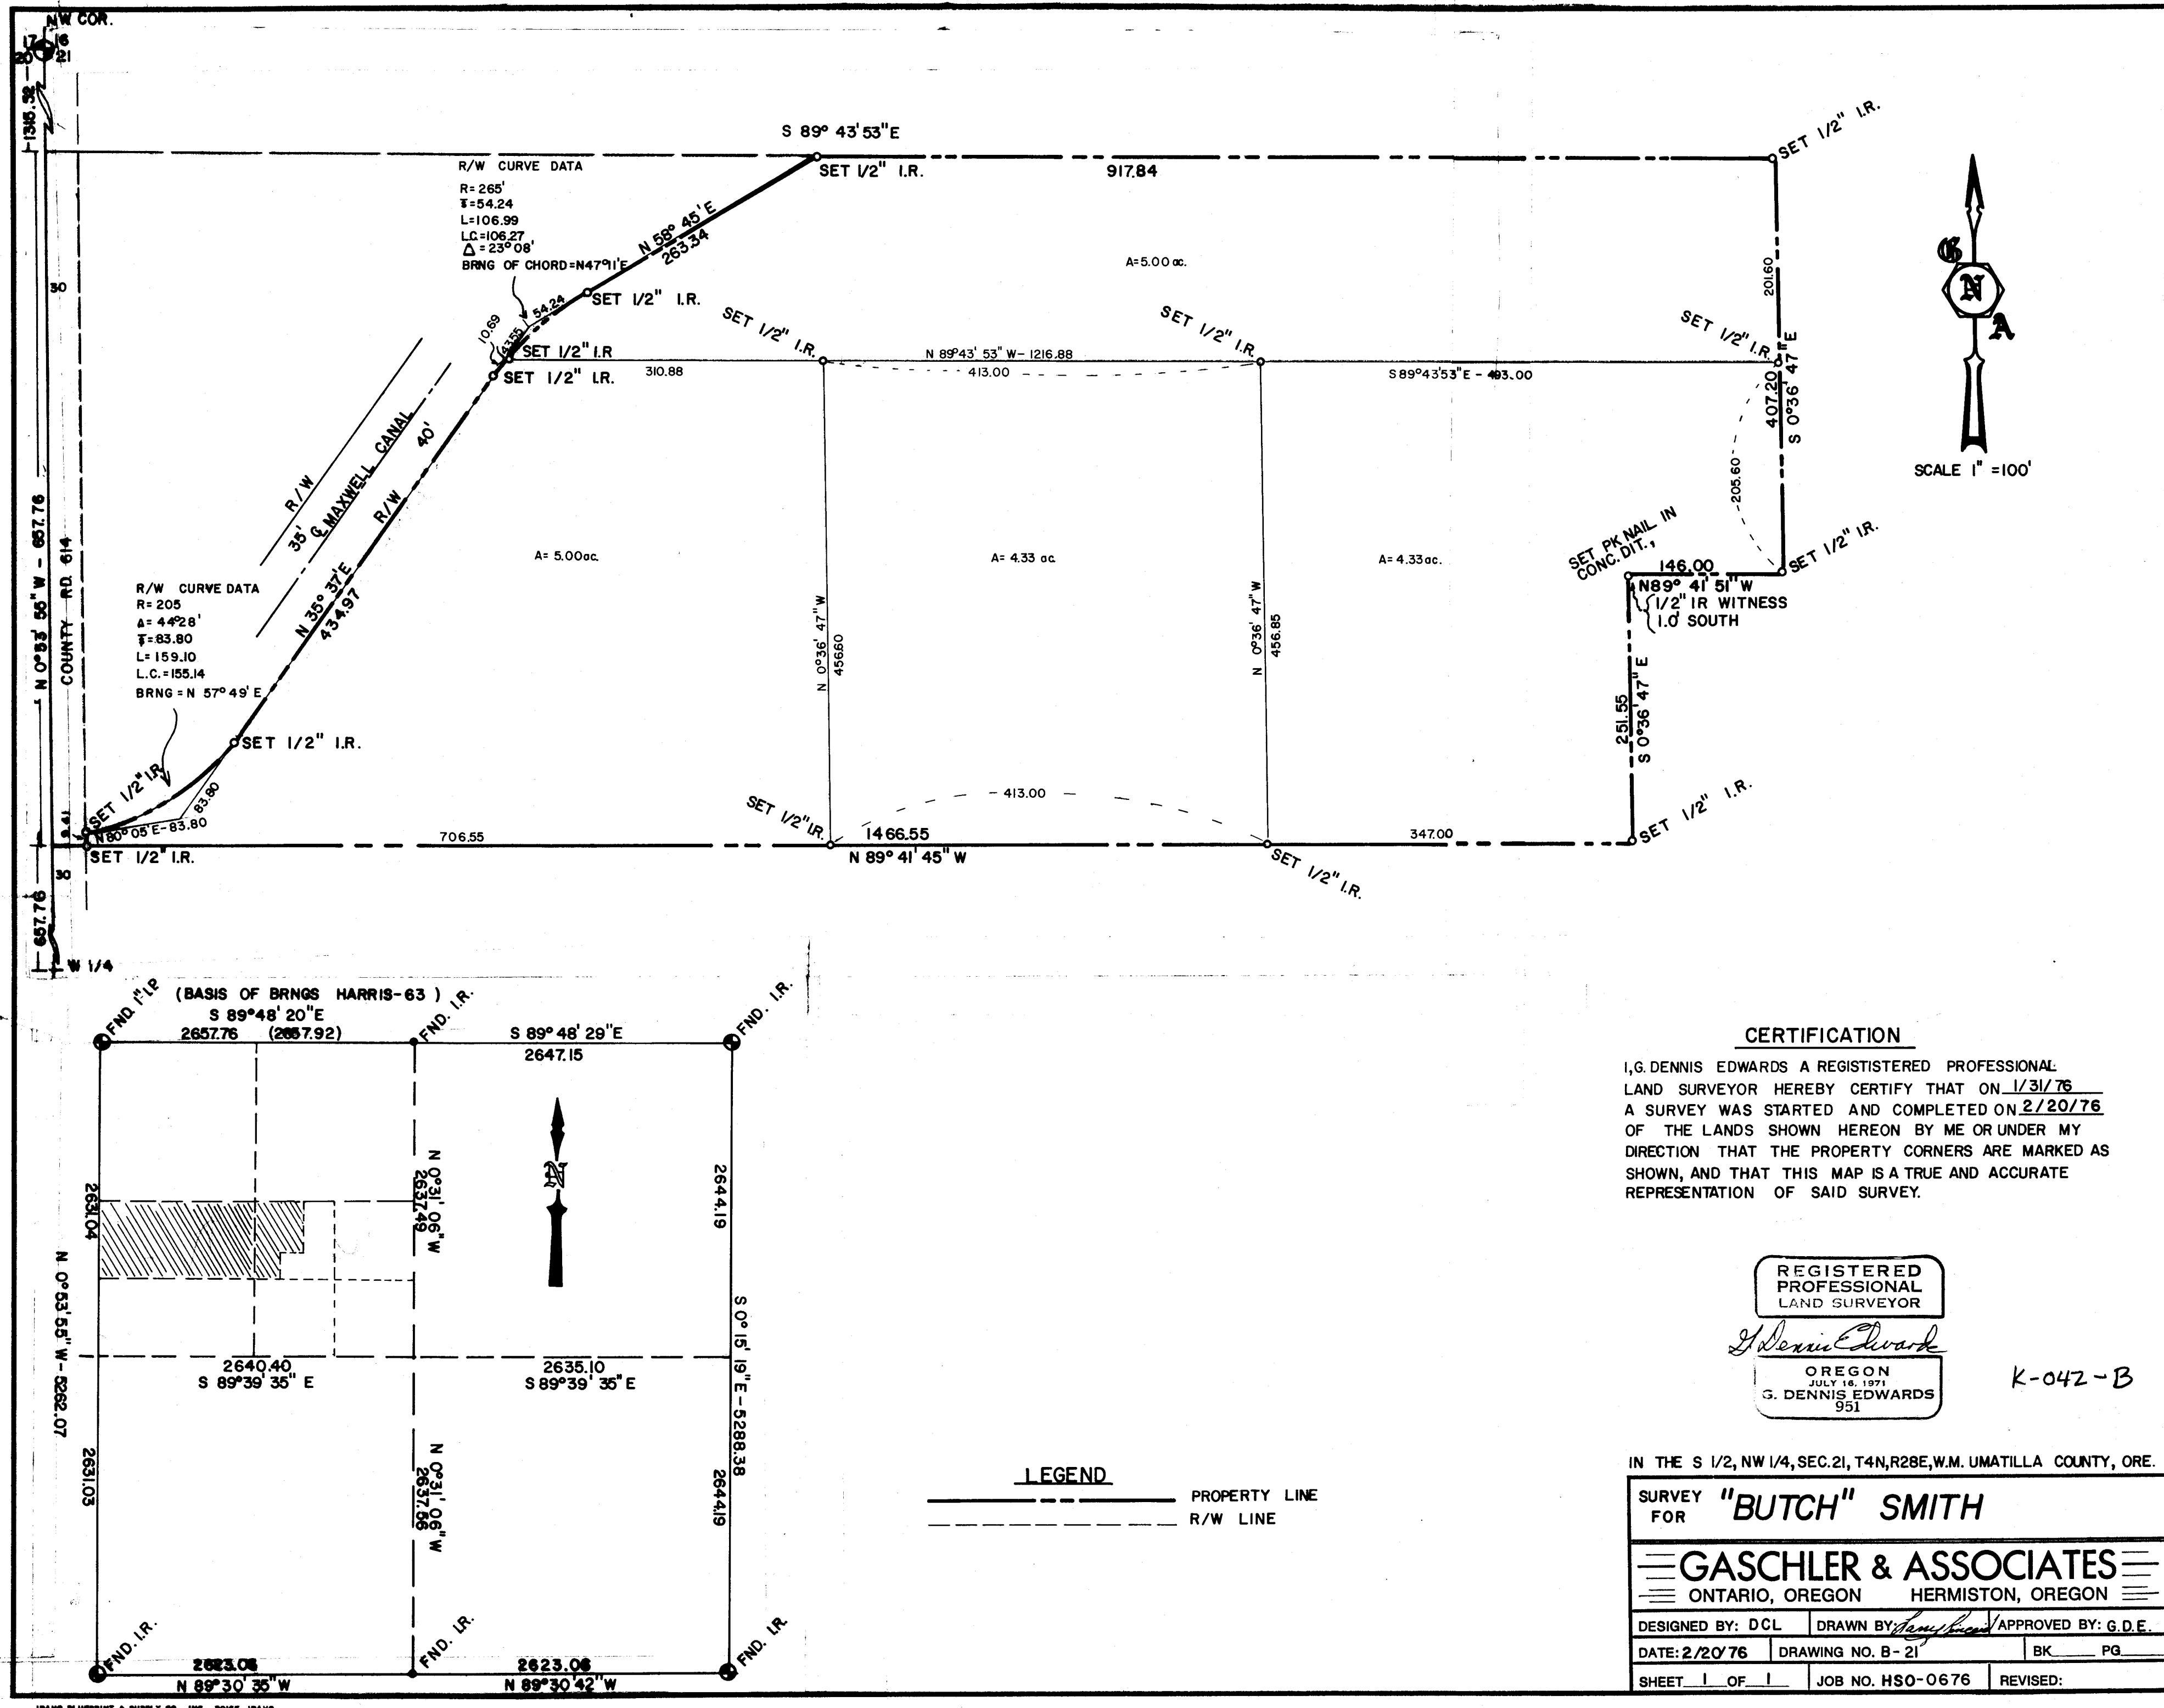 NW COR.
17 16
20 21
1315.52
S 89° 43' 53" E
917.84
SET 1/2" I.R.
SET 1/2" I.R.
R/W CURVE DATA
R= 265'
T=54.24
L=106.99
L.C.=106.27
Δ = 23° 08'
BRNG OF CHORD=N47°11'E
N 58° 45' E
263.34
A=5.00 ac.
201.60
30
54.24
SET 1/2" I.R.
10.69
43.55
SET 1/2" I.R
SET 1/2" I.R.
SET 1/2" I.R.
SET 1/2" I.R.
SET 1/2" I.R.
310.88
N 89°43' 53" W- 1216.88
413.00
S 89°43'53"E - 493.00
407.20
S 0°36' 47" E
205.60
G N A
SCALE 1" =100'
R/W
35'
℄ MAXWELL CANAL
40'
R/W
N 35° 37' E
434.97
N 0°53' 55" W - 657.76
COUNTY RD. 614
A= 5.00ac.
A= 4.33 ac.
A= 4.33ac.
SET PK NAIL IN
CONC. DIT.,
146.00
N89° 41' 51" W
1/2" IR WITNESS
1.0' SOUTH
SET 1/2" I.R.
R/W CURVE DATA
R= 205
Δ= 44°28'
T=83.80
L= 159.10
L.C.=155.14
BRNG = N 57° 49' E
N 0°36' 47" W
456.60
N 0°36' 47" W
456.85
251.55
S 0°36' 47" E
SET 1/2" I.R.
SET 1/2" I.R.
83.80
N80° 05'E-83.80
9.41
SET 1/2" I.R.
706.55
SET 1/2" I.R.
413.00
1466.55
N 89° 41' 45" W
347.00
SET 1/2" I.R.
SET 1/2" I.R.
30
657.76
W 1/4
(BASIS OF BRNGS HARRIS-63 )
S 89°48' 20"E
2657.76 (2657.92)
S 89° 48' 29"E
2647.15
FND. 1" I.P.
FND. I.R.
FND. I.R.
2631.04
N 0°31' 06" W
2637.49
2644.19
N 0°53' 55" W-5262.07
S 0° 15' 19" E-5288.38
2640.40
S 89°39' 35" E
2635.10
S 89°39' 35" E
2631.03
N 0°31' 06" W
2637.56
2644.19
FND. I.R.
FND. I.R.
FND. I.R.
2623.06
N 89°30' 35" W
2623.06
N 89°30' 42" W
LEGEND
PROPERTY LINE
R/W LINE
CERTIFICATION
I,G. DENNIS EDWARDS A REGISTISTERED PROFESSIONAL
LAND SURVEYOR HEREBY CERTIFY THAT ON 1/31/76
A SURVEY WAS STARTED AND COMPLETED ON 2/20/76
OF THE LANDS SHOWN HEREON BY ME OR UNDER MY
DIRECTION THAT THE PROPERTY CORNERS ARE MARKED AS
SHOWN, AND THAT THIS MAP IS A TRUE AND ACCURATE
REPRESENTATION OF SAID SURVEY.
REGISTERED
PROFESSIONAL
LAND SURVEYOR
G Dennis Edwards
OREGON
JULY 16, 1971
G. DENNIS EDWARDS
951
K-042-B
IN THE S 1/2, NW 1/4, SEC.21, T4N,R28E,W.M. UMATILLA COUNTY, ORE.
SURVEY FOR "BUTCH" SMITH
GASCHLER & ASSOCIATES
ONTARIO, OREGON HERMISTON, OREGON
DESIGNED BY: DCL DRAWN BY: APPROVED BY: G.D.E.
DATE: 2/20/76 DRAWING NO. B-21 BK PG
SHEET 1 OF 1 JOB NO. HSO-0676 REVISED: